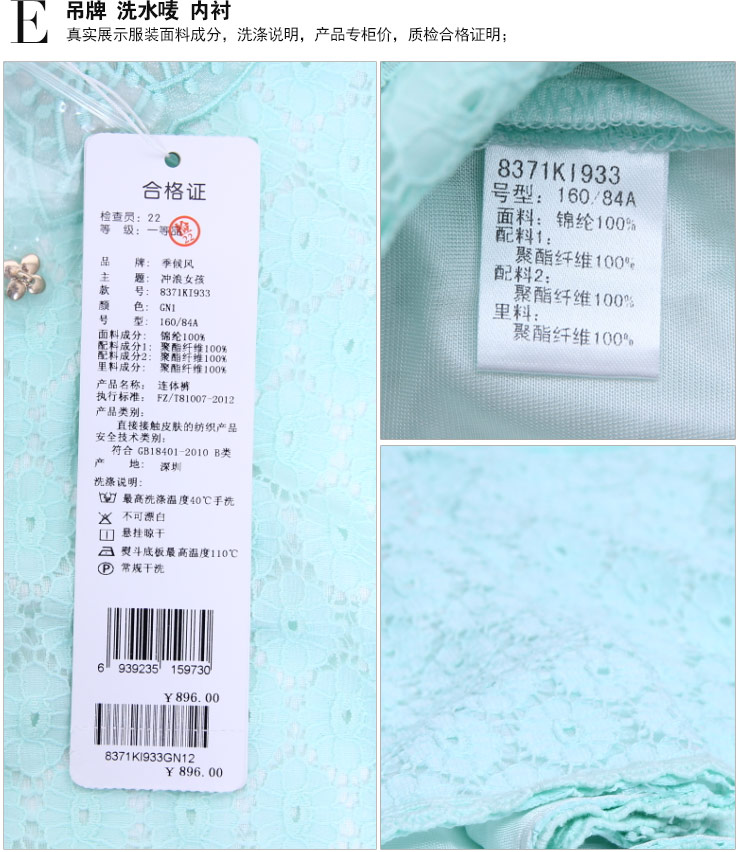 E 吊牌 洗水唛 内衬
真实展示服装面料成分，洗涤说明，产品专柜价，质检合格证明；
合格证
检查员：22
等 级：一等品
品 牌：季候风
主 题：冲浪女孩
款 号：8371KI933
颜 色：GN1
号 型：160/84A
面料成分：锦纶100%
配料成分1：聚酯纤维100%
配料成分2：聚酯纤维100%
里料成分：聚酯纤维100%
产品名称：连体裤
执行标准：FZ/T81007-2012
产品类别：
直接接触皮肤的纺织产品
安全技术类别：
符合 GB18401-2010 B类
产 地：深圳
洗涤说明：
最高洗涤温度40℃手洗
不可漂白
悬挂晾干
熨斗底板最高温度110℃
P 常规干洗
6 939235 159730
￥896.00
8371KI933GN12
￥896.00
8371KI933
号型：160/84A
面料：锦纶100%
配料1：
聚酯纤维100%
配料2：
聚酯纤维100%
里料：
聚酯纤维100%